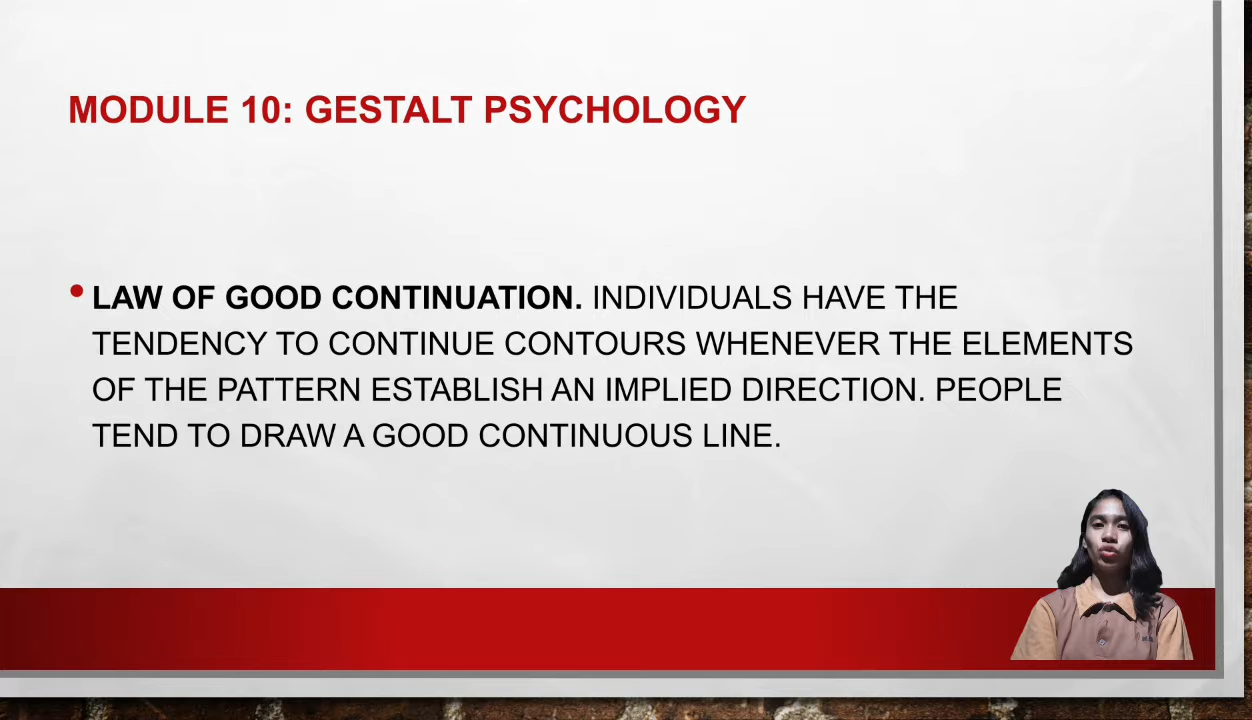 MODULE 10: GESTALT PSYCHOLOGY
• LAW OF GOOD CONTINUATION. INDIVIDUALS HAVE THE
TENDENCY TO CONTINUE CONTOURS WHENEVER THE ELEMENTS
OF THE PATTERN ESTABLISH AN IMPLIED DIRECTION. PEOPLE
TEND TO DRAW A GOOD CONTINUOUS LINE.